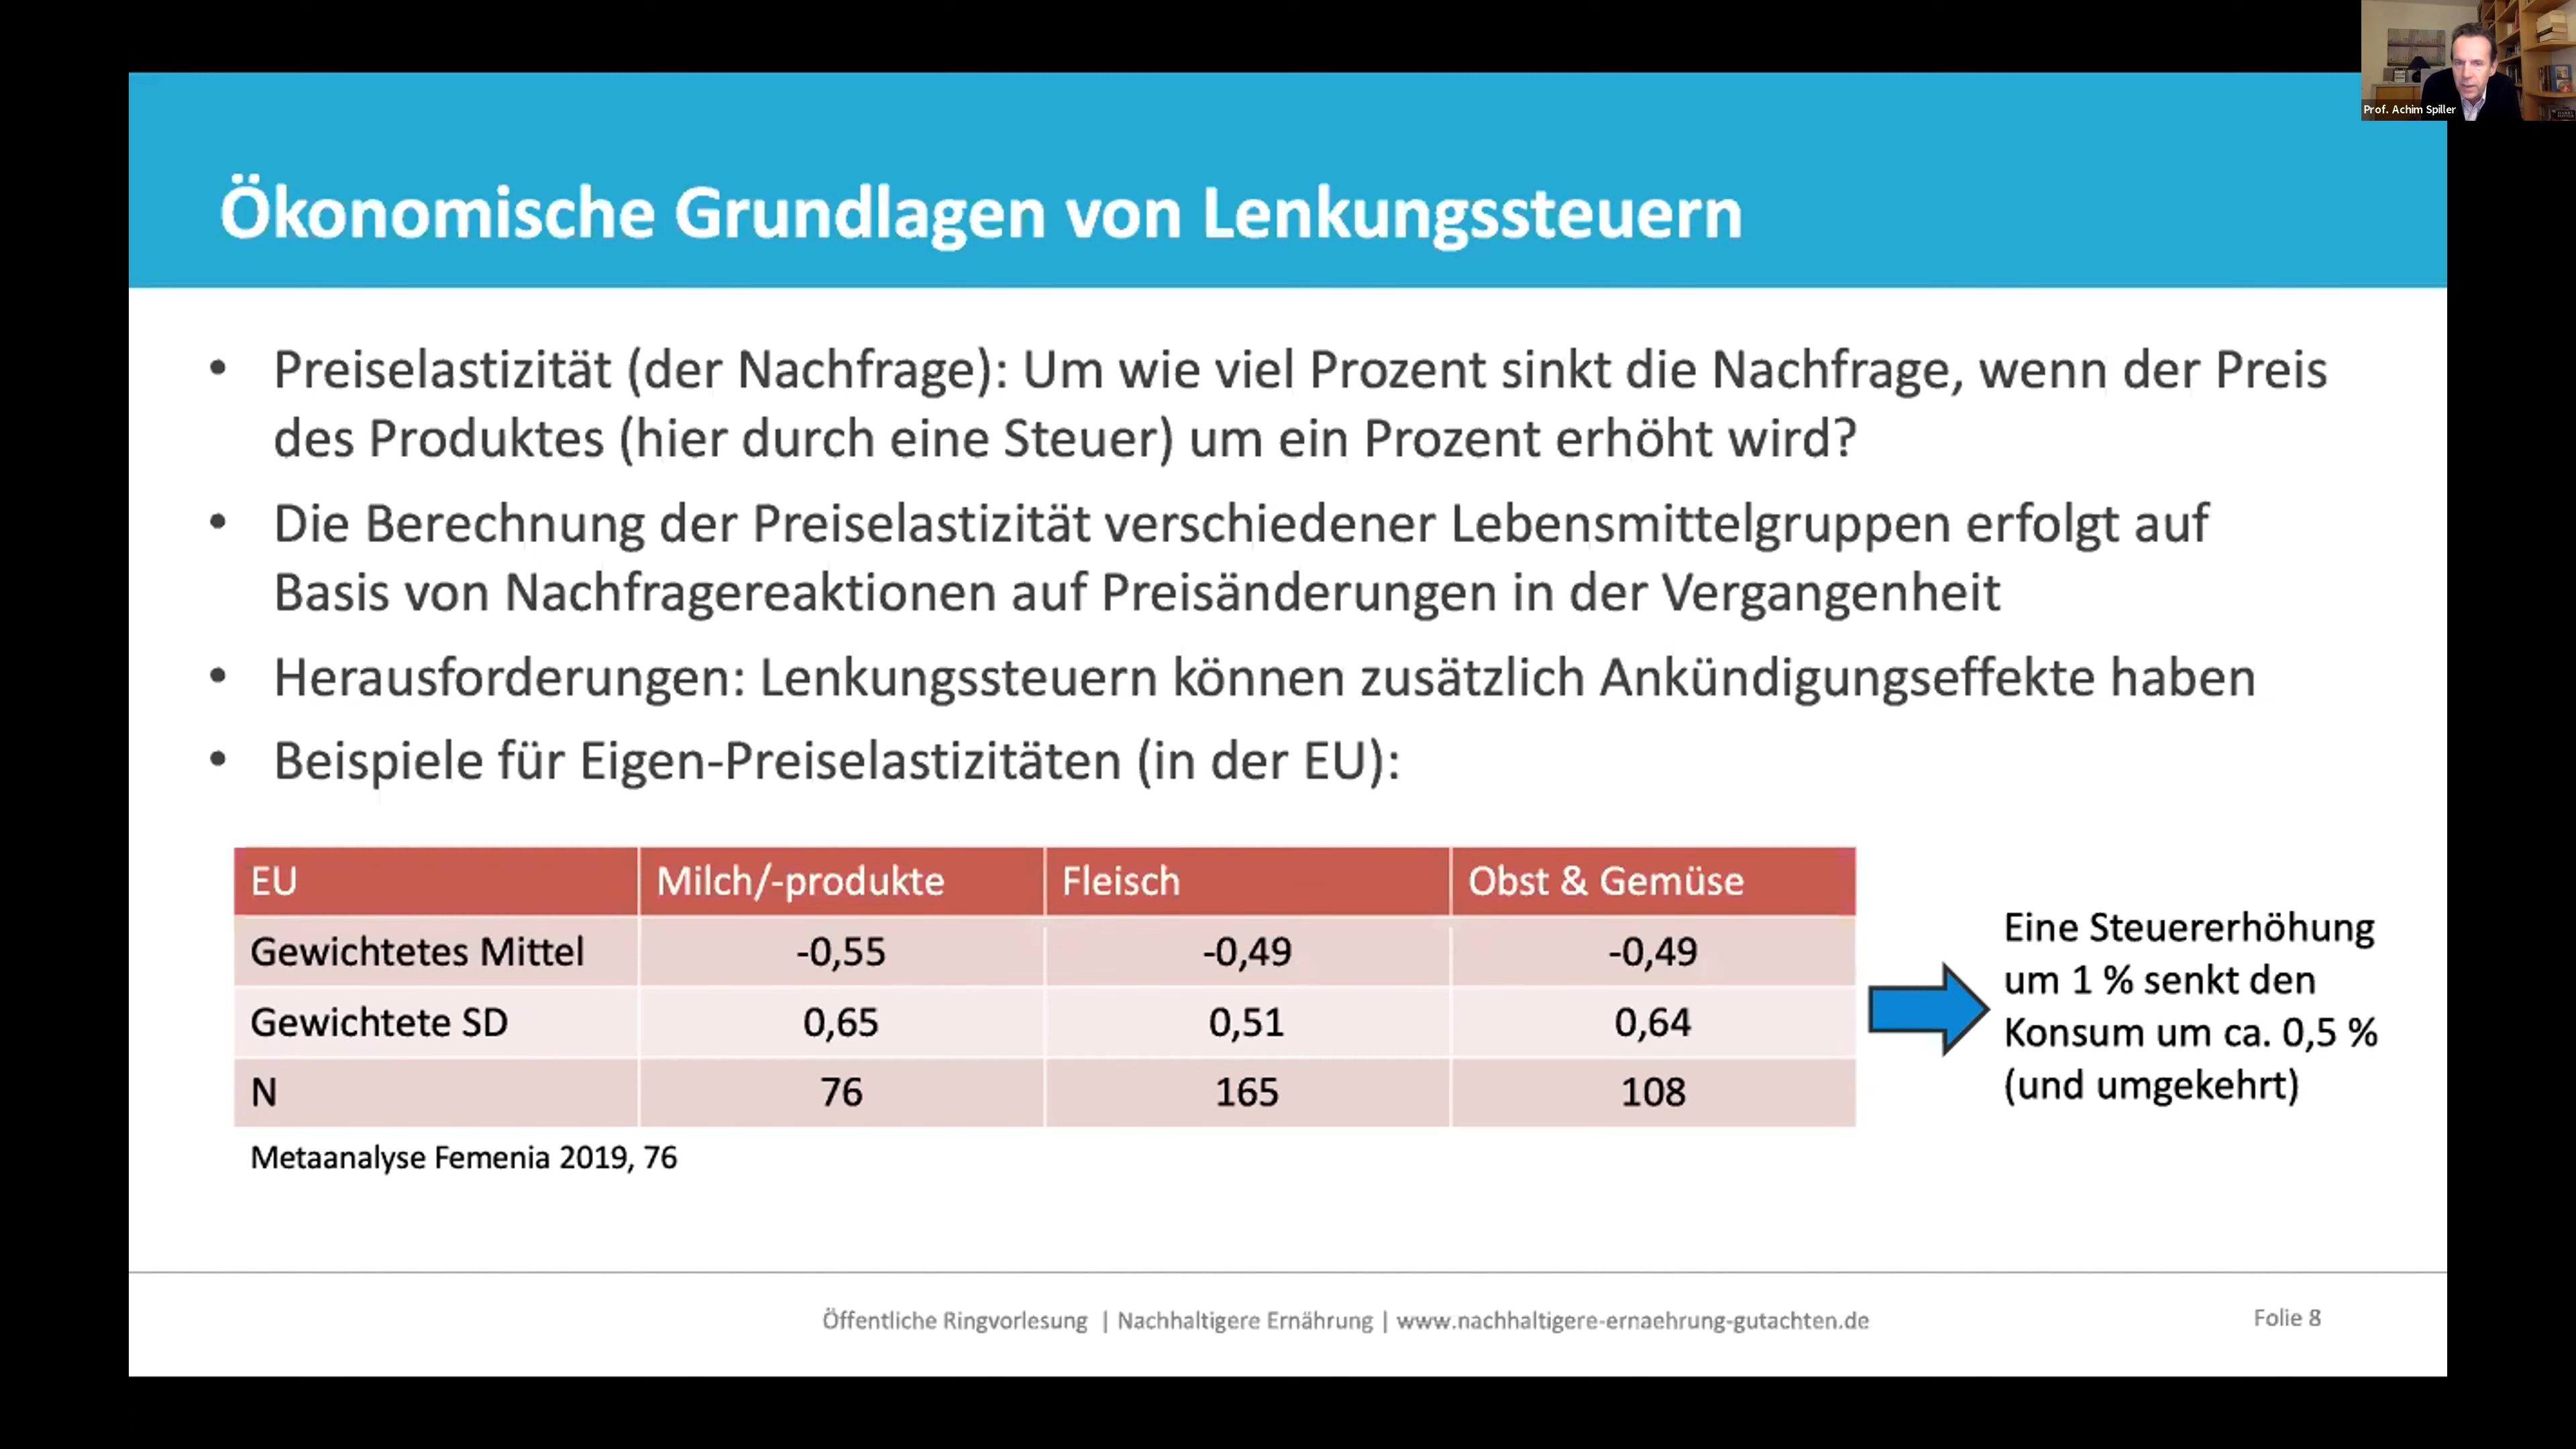 Prof. Achim Spiller
Ökonomische Grundlagen von Lenkungssteuern
• Preiselastizität (der Nachfrage): Um wie viel Prozent sinkt die Nachfrage, wenn der Preis
des Produktes (hier durch eine Steuer) um ein Prozent erhöht wird?
• Die Berechnung der Preiselastizität verschiedener Lebensmittelgruppen erfolgt auf
Basis von Nachfragereaktionen auf Preisänderungen in der Vergangenheit
• Herausforderungen: Lenkungssteuern können zusätzlich Ankündigungseffekte haben
• Beispiele für Eigen-Preiselastizitäten (in der EU):
EU Milch/-produkte Fleisch Obst & Gemüse
Gewichtetes Mittel -0,55 -0,49 -0,49
Gewichtete SD 0,65 0,51 0,64
N 76 165 108
Eine Steuererhöhung
um 1 % senkt den
Konsum um ca. 0,5 %
(und umgekehrt)
Metaanalyse Femenia 2019, 76
Öffentliche Ringvorlesung | Nachhaltigere Ernährung | www.nachhaltigere-ernaehrung-gutachten.de
Folie 8